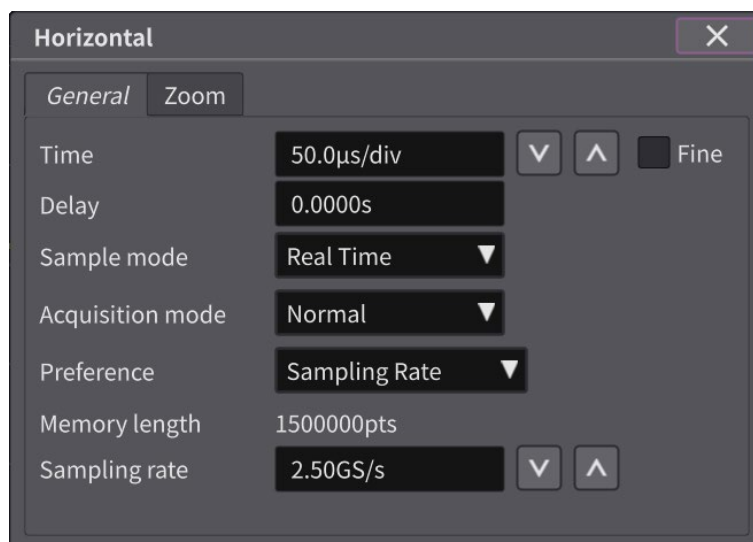 Horizontal
General Zoom
Time 50.0μs/div Fine
Delay 0.0000s
Sample mode Real Time
Acquisition mode Normal
Preference Sampling Rate
Memory length 1500000pts
Sampling rate 2.50GS/s